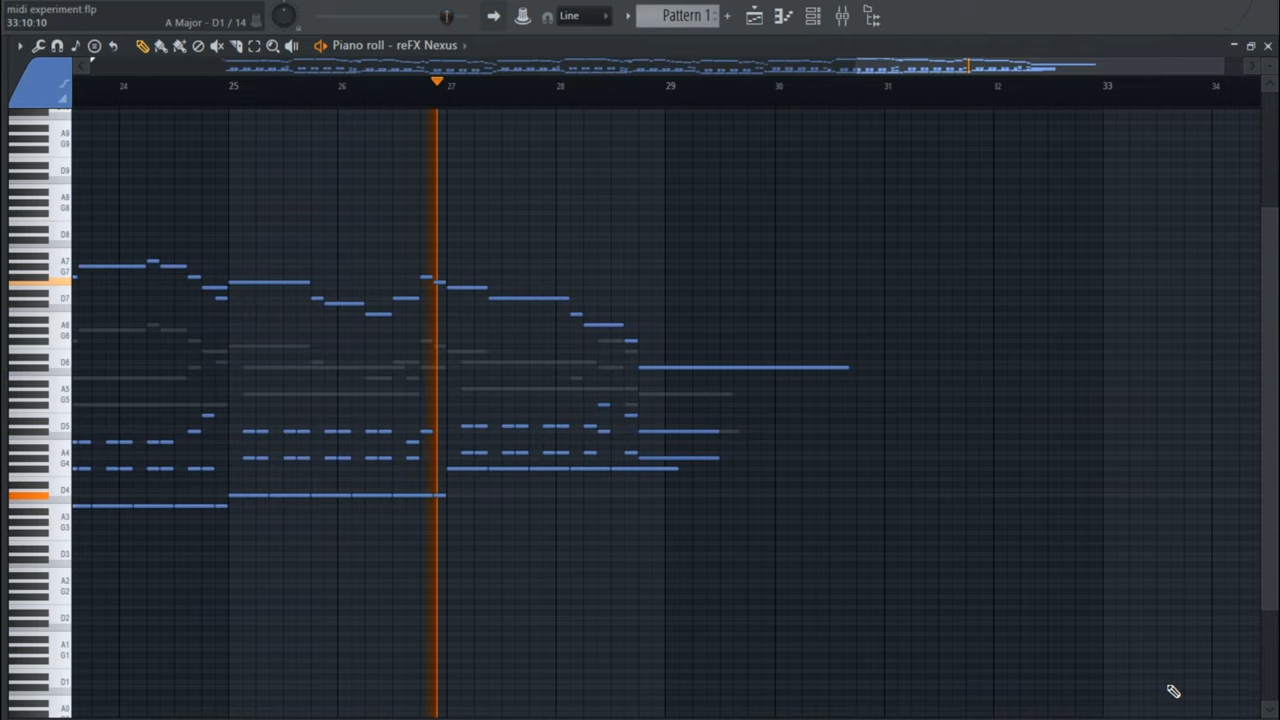 midi experiment.flp
33:10:10
A Major - D1 / 14
Line
Pattern 1
Piano roll - reFX Nexus
24 25 26 27 28 29 30 31 32 33 34
A9
G9
D9
A8
G8
D8
A7
G7
D7
A6
G6
D6
A5
G5
D5
A4
G4
D4
A3
G3
D3
A2
G2
D2
A1
G1
D1
A0